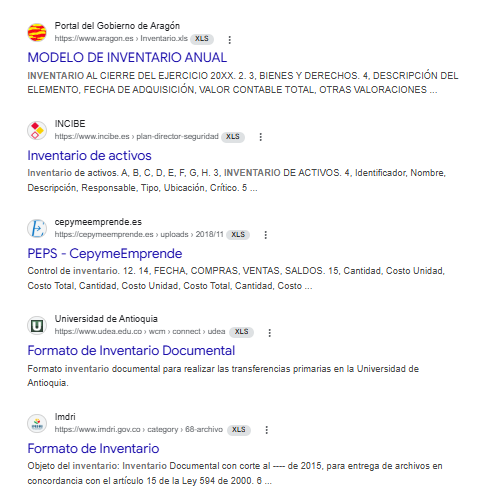 Portal del Gobierno de Aragón
https://www.aragon.es › Inventario.xls XLS
MODELO DE INVENTARIO ANUAL
INVENTARIO AL CIERRE DEL EJERCICIO 20XX. 2. 3, BIENES Y DERECHOS. 4, DESCRIPCIÓN DEL
ELEMENTO, FECHA DE ADQUISICIÓN, VALOR CONTABLE TOTAL, OTRAS VALORACIONES ...
INCIBE
https://www.incibe.es › plan-director-seguridad XLS
Inventario de activos
Inventario de activos. A, B, C, D, E, F, G, H. 3, INVENTARIO DE ACTIVOS. 4, Identificador, Nombre,
Descripción, Responsable, Tipo, Ubicación, Crítico. 5 ...
cepymeemprende.es
https://cepymeemprende.es › uploads › 2018/11 XLS
PEPS - CepymeEmprende
Control de inventario. 12. 14, FECHA, COMPRAS, VENTAS, SALDOS. 15, Cantidad, Costo Unidad,
Costo Total, Cantidad, Costo Unidad, Costo Total, Cantidad, Costo ...
Universidad de Antioquia
https://www.udea.edu.co › wcm › connect › udea XLS
Formato de Inventario Documental
Formato inventario documental para realizar las transferencias primarias en la Universidad de
Antioquia.
Imdri
https://www.imdri.gov.co › category › 68-archivo XLS
Formato de Inventario
Objeto del inventario: Inventario Documental con corte al ---- de 2015, para entrega de archivos en
concordancia con el artículo 15 de la Ley 594 de 2000. 6 ...